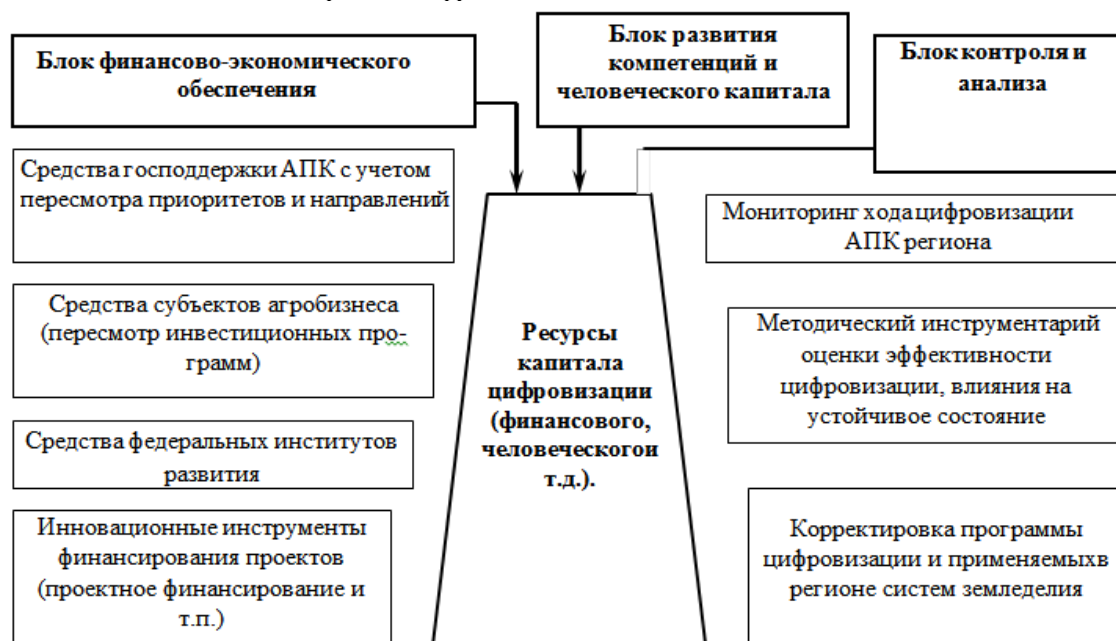 Блок финансово-экономического
обеспечения
Блок развития
компетенций и
человеческого капитала
Блок контроля и
анализа
Средства господдержки АПК с учетом
пересмотра приоритетов и направлений
Средства субъектов агробизнеса
(пересмотр инвестиционных про-
грамм)
Средства федеральных институтов
развития
Инновационные инструменты
финансирования проектов
(проектное финансирование и
т.п.)
Ресурсы
капитала
цифровизации
(финансового,
человеческогои
т.д.).
Мониторинг хода цифровизации
АПК региона
Методический инструментарий
оценки эффективности
цифровизации, влияния на
устойчивое состояние
Корректировка программы
цифровизации и применяемыхв
регионе систем земледелия